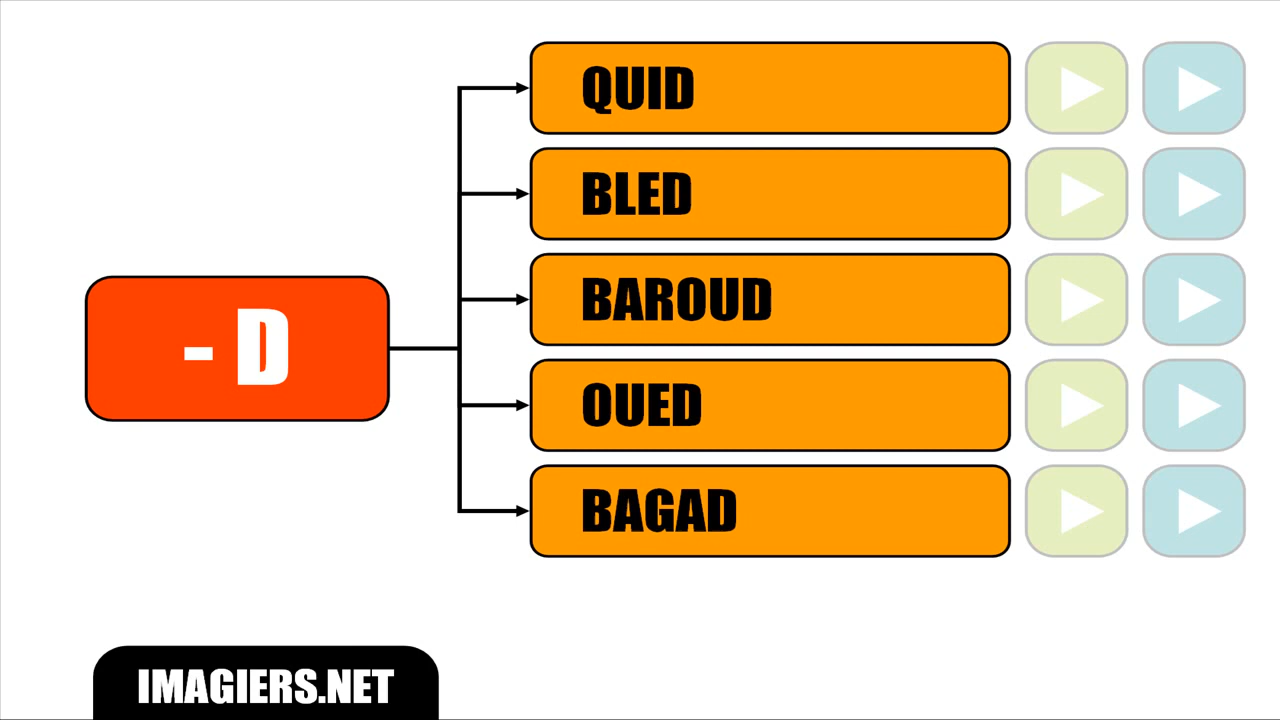 QUID
BLED
BAROUD
- D
OUED
BAGAD
IMAGIERS.NET